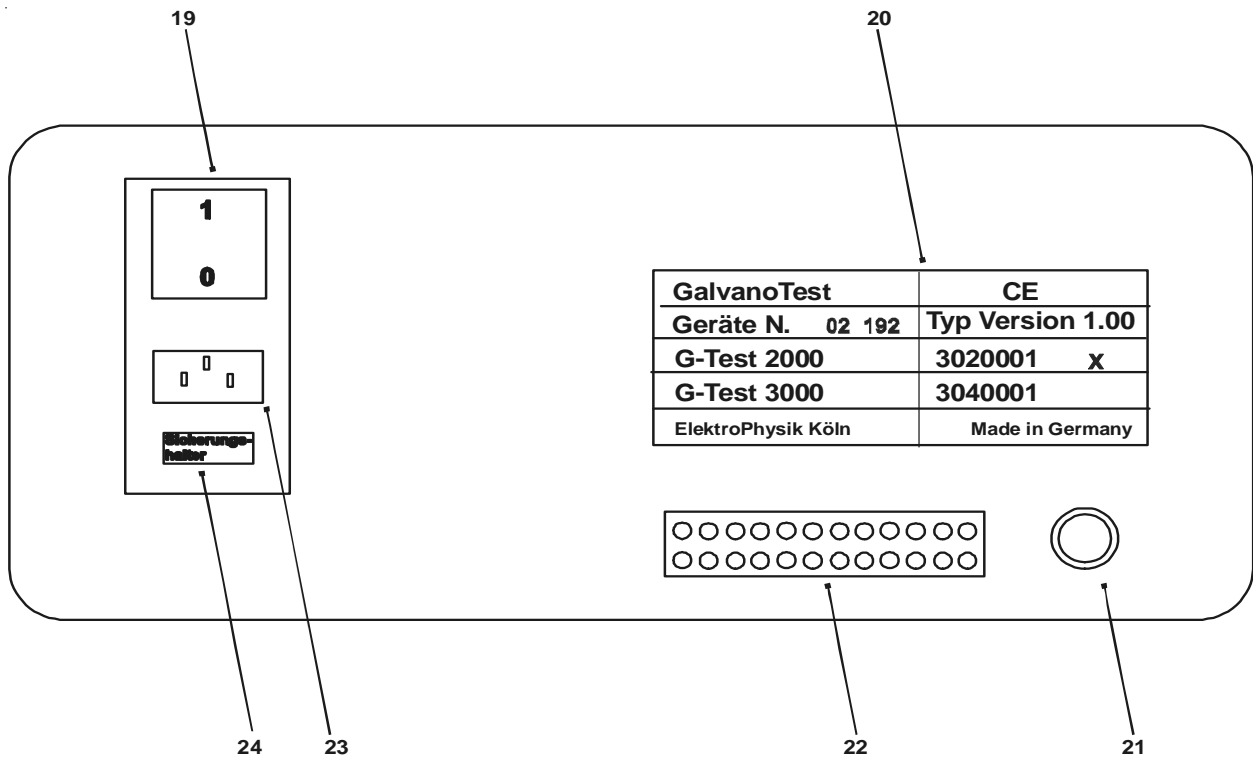 19 20
1
0
GalvanoTest CE
Geräte N. 02 192 Typ Version 1.00
G-Test 2000 3020001 x
G-Test 3000 3040001
ElektroPhysik Köln Made in Germany
Sicherungs-
halter
24 23 22 21